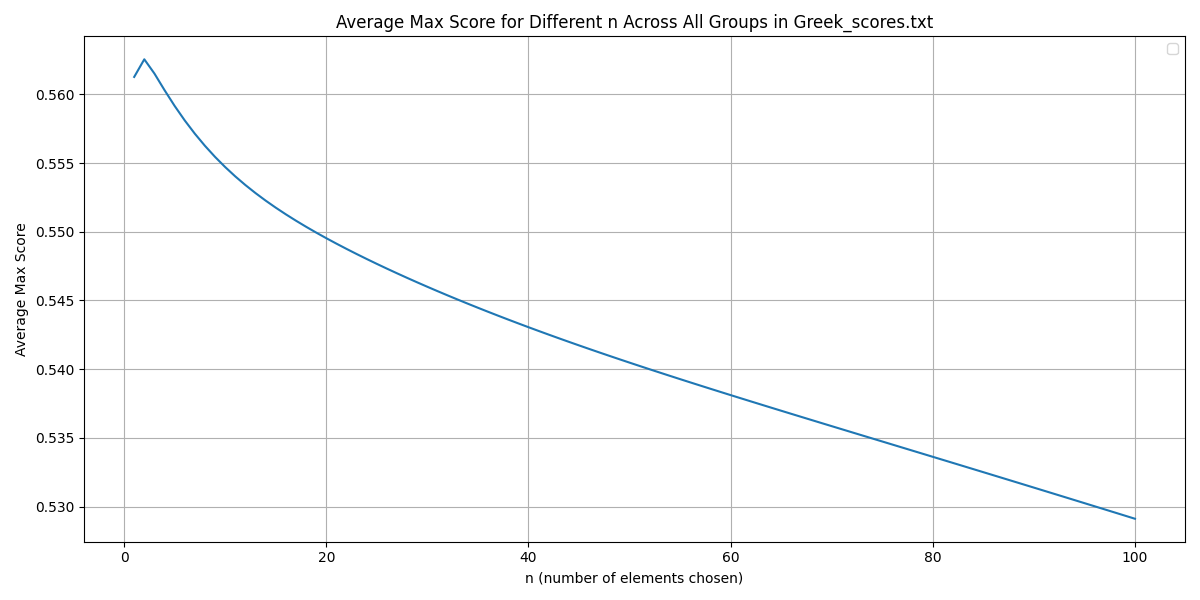 Average Max Score for Different n Across All Groups in Greek_scores.txt
0.560
0.555
0.550
0.545
0.540
0.535
0.530
Average Max Score
0 20 40 60 80 100
n (number of elements chosen)